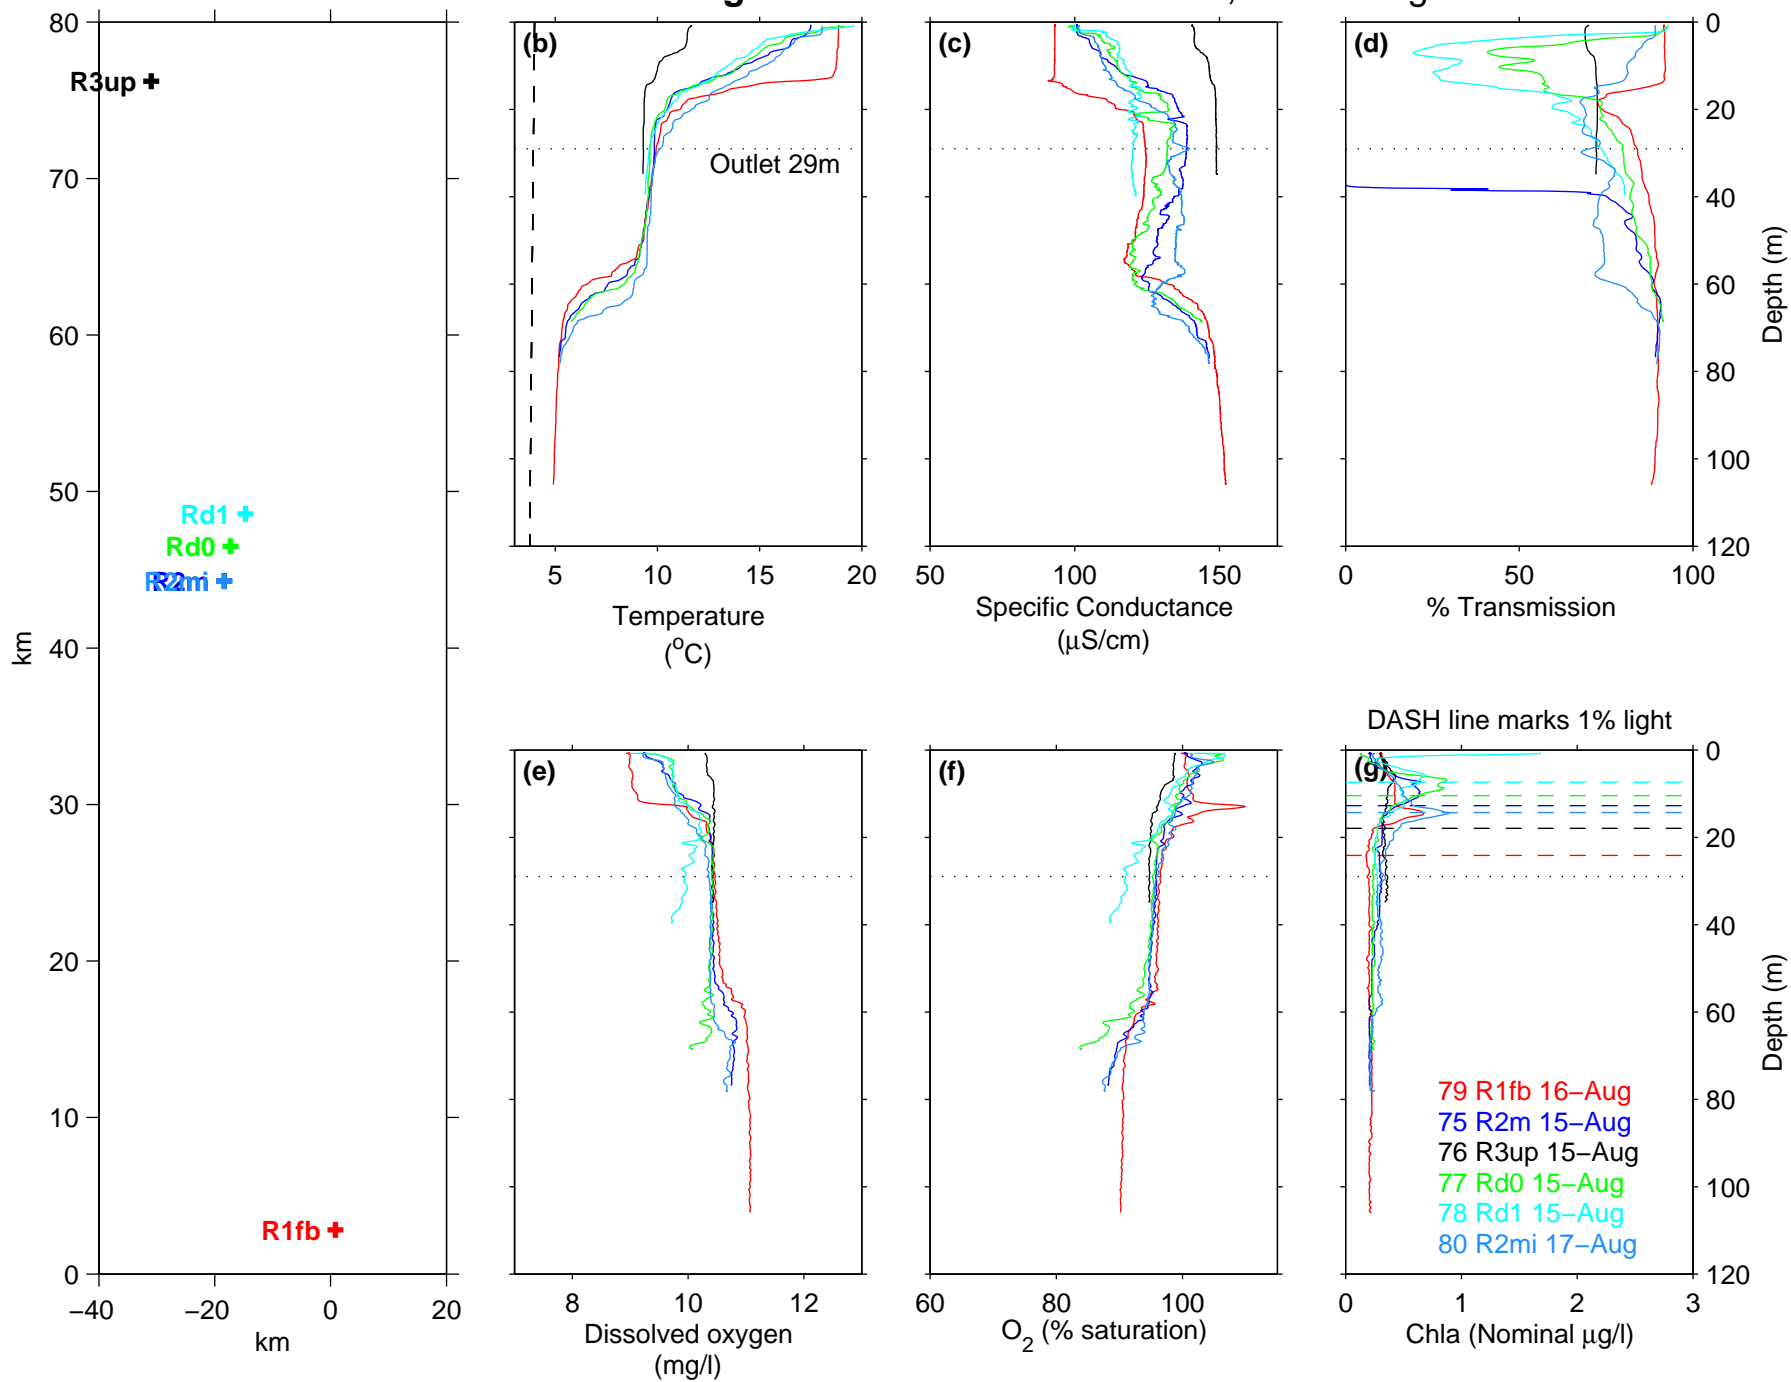 80
70
60
50
40
30
20
10
0
−40
−20
0
20
km
km
R3up
Rd1
Rd0
R1fb
(b)
Outlet 29m
5
10
15
20
Temperature
(°C)
(c)
50
100
150
Specific Conductance
(μS/cm)
(d)
0
50
100
% Transmission
0
20
40
60
80
100
120
Depth (m)
(e)
8
10
12
Dissolved oxygen
(mg/l)
(f)
60
80
100
O2 (% saturation)
DASH line marks 1% light
(g)
79 R1fb 16−Aug
75 R2m 15−Aug
76 R3up 15−Aug
77 Rd0 15−Aug
78 Rd1 15−Aug
80 R2mi 17−Aug
0
1
2
3
Chla (Nominal μg/l)
0
20
40
60
80
100
120
Depth (m)